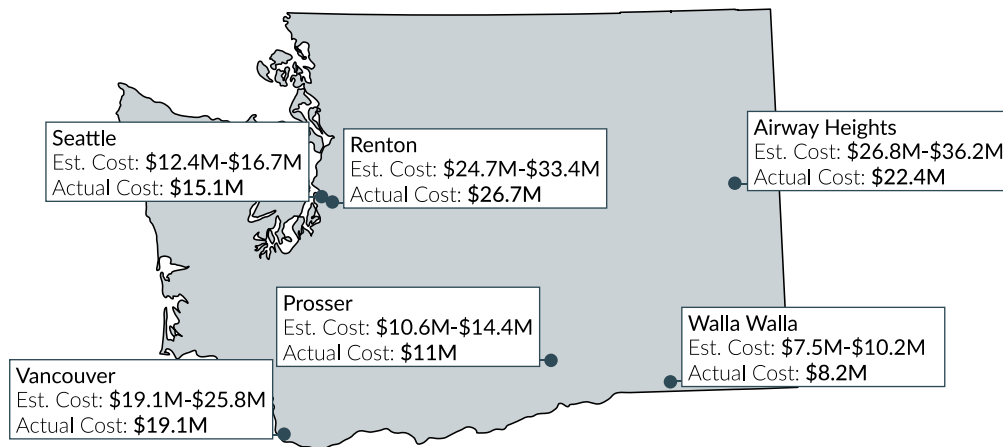 Seattle
Est. Cost: $12.4M-$16.7M
Actual Cost: $15.1M
Renton
Est. Cost: $24.7M-$33.4M
Actual Cost: $26.7M
Airway Heights
Est. Cost: $26.8M-$36.2M
Actual Cost: $22.4M
Prosser
Est. Cost: $10.6M-$14.4M
Actual Cost: $11M
Walla Walla
Est. Cost: $7.5M-$10.2M
Actual Cost: $8.2M
Vancouver
Est. Cost: $19.1M-$25.8M
Actual Cost: $19.1M